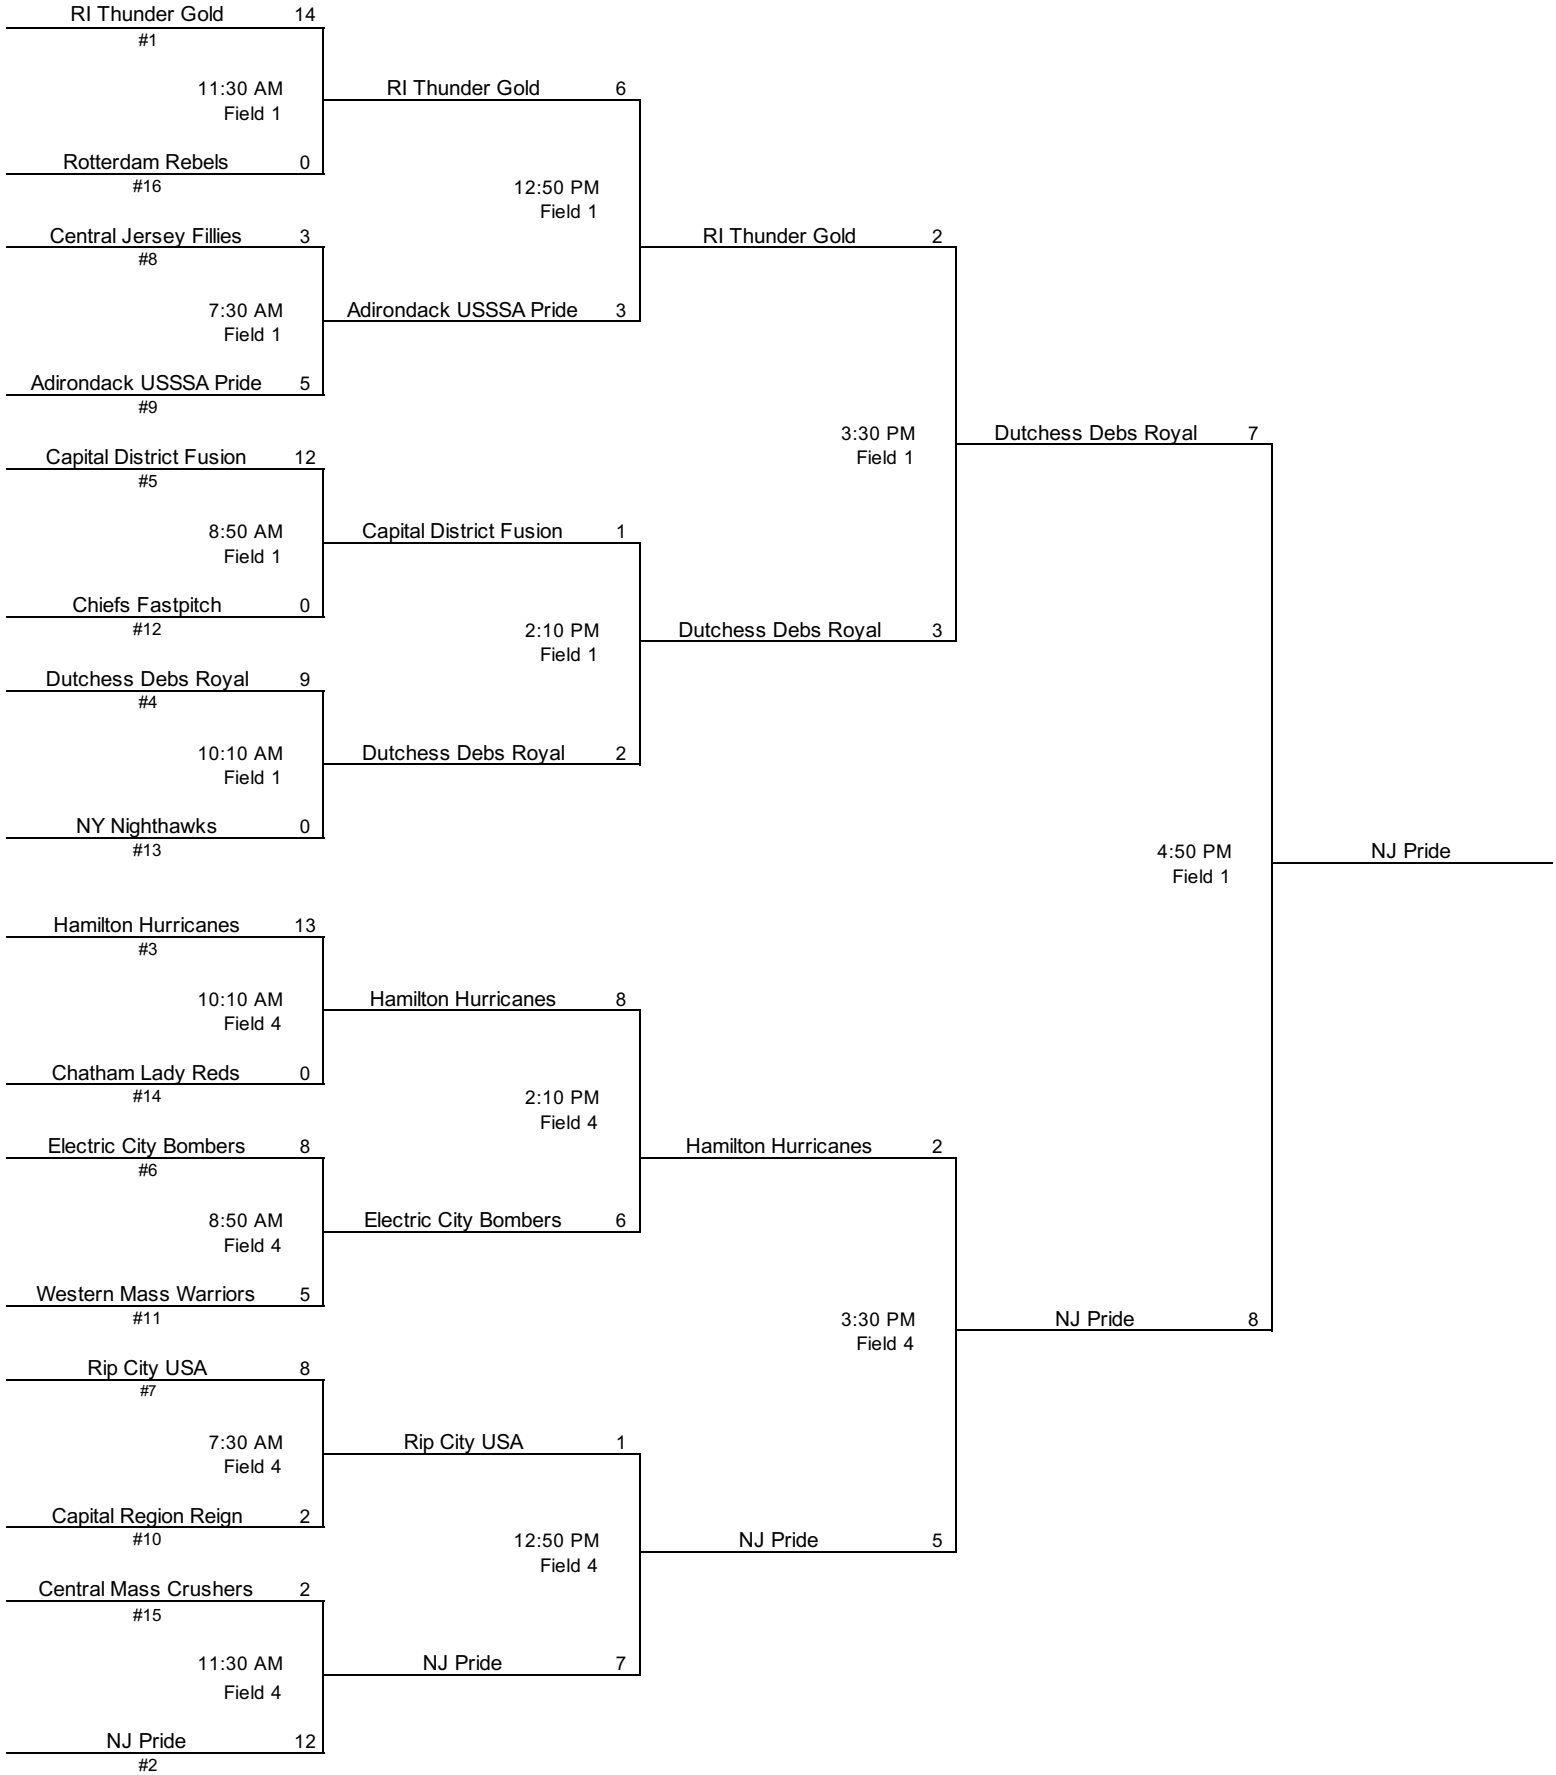 RI Thunder Gold 14
#1
11:30 AM
Field 1
RI Thunder Gold 6
Rotterdam Rebels 0
#16
12:50 PM
Field 1
Central Jersey Fillies 3
#8
RI Thunder Gold 2
7:30 AM
Field 1
Adirondack USSSA Pride 3
Adirondack USSSA Pride 5
#9
3:30 PM
Field 1
Dutchess Debs Royal 7
Capital District Fusion 12
#5
8:50 AM
Field 1
Capital District Fusion 1
Chiefs Fastpitch 0
#12
2:10 PM
Field 1
Dutchess Debs Royal 3
Dutchess Debs Royal 9
#4
10:10 AM
Field 1
Dutchess Debs Royal 2
NY Nighthawks 0
#13
4:50 PM
Field 1
NJ Pride
Hamilton Hurricanes 13
#3
10:10 AM
Field 4
Hamilton Hurricanes 8
Chatham Lady Reds 0
#14
2:10 PM
Field 4
Electric City Bombers 8
#6
Hamilton Hurricanes 2
8:50 AM
Field 4
Electric City Bombers 6
Western Mass Warriors 5
#11
3:30 PM
Field 4
NJ Pride 8
Rip City USA 8
#7
7:30 AM
Field 4
Rip City USA 1
Capital Region Reign 2
#10
12:50 PM
Field 4
NJ Pride 5
Central Mass Crushers 2
#15
11:30 AM
Field 4
NJ Pride 7
NJ Pride 12
#2